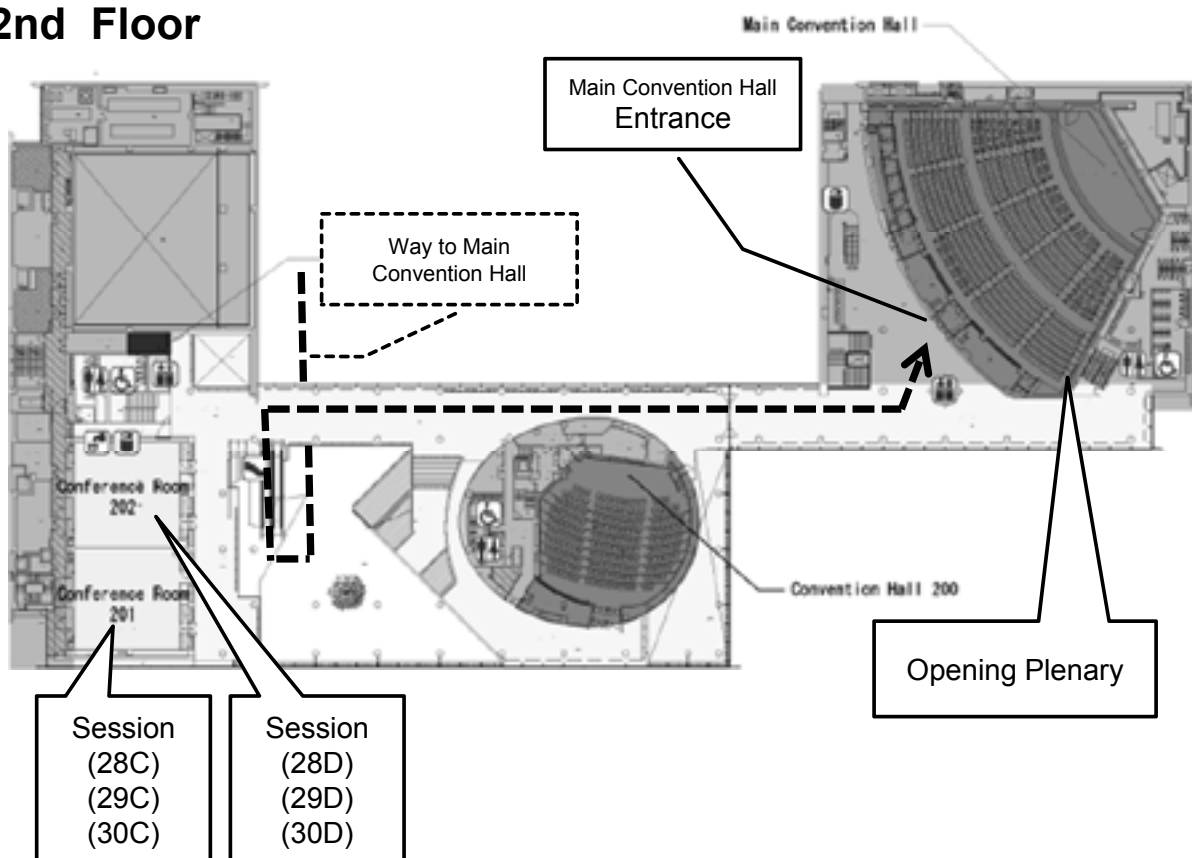 2nd Floor
Main Convention Hall
Main Convention Hall
Entrance
Way to Main
Convention Hall
Conference Room
202
Conference Room
201
Convention Hall 200
Opening Plenary
Session
(28C)
(29C)
(30C)
Session
(28D)
(29D)
(30D)